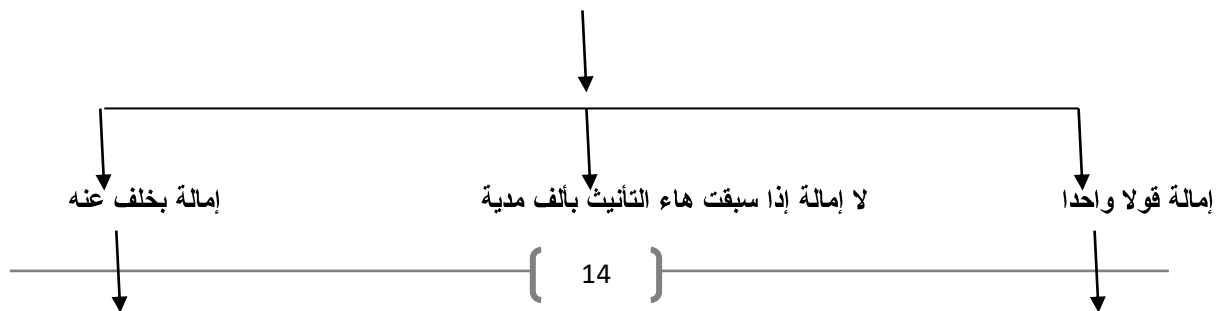 إمالة قولا واحدا
لا إمالة إذا سبقت هاء التأنيث بألف مدية
إمالة بخلف عنه
14